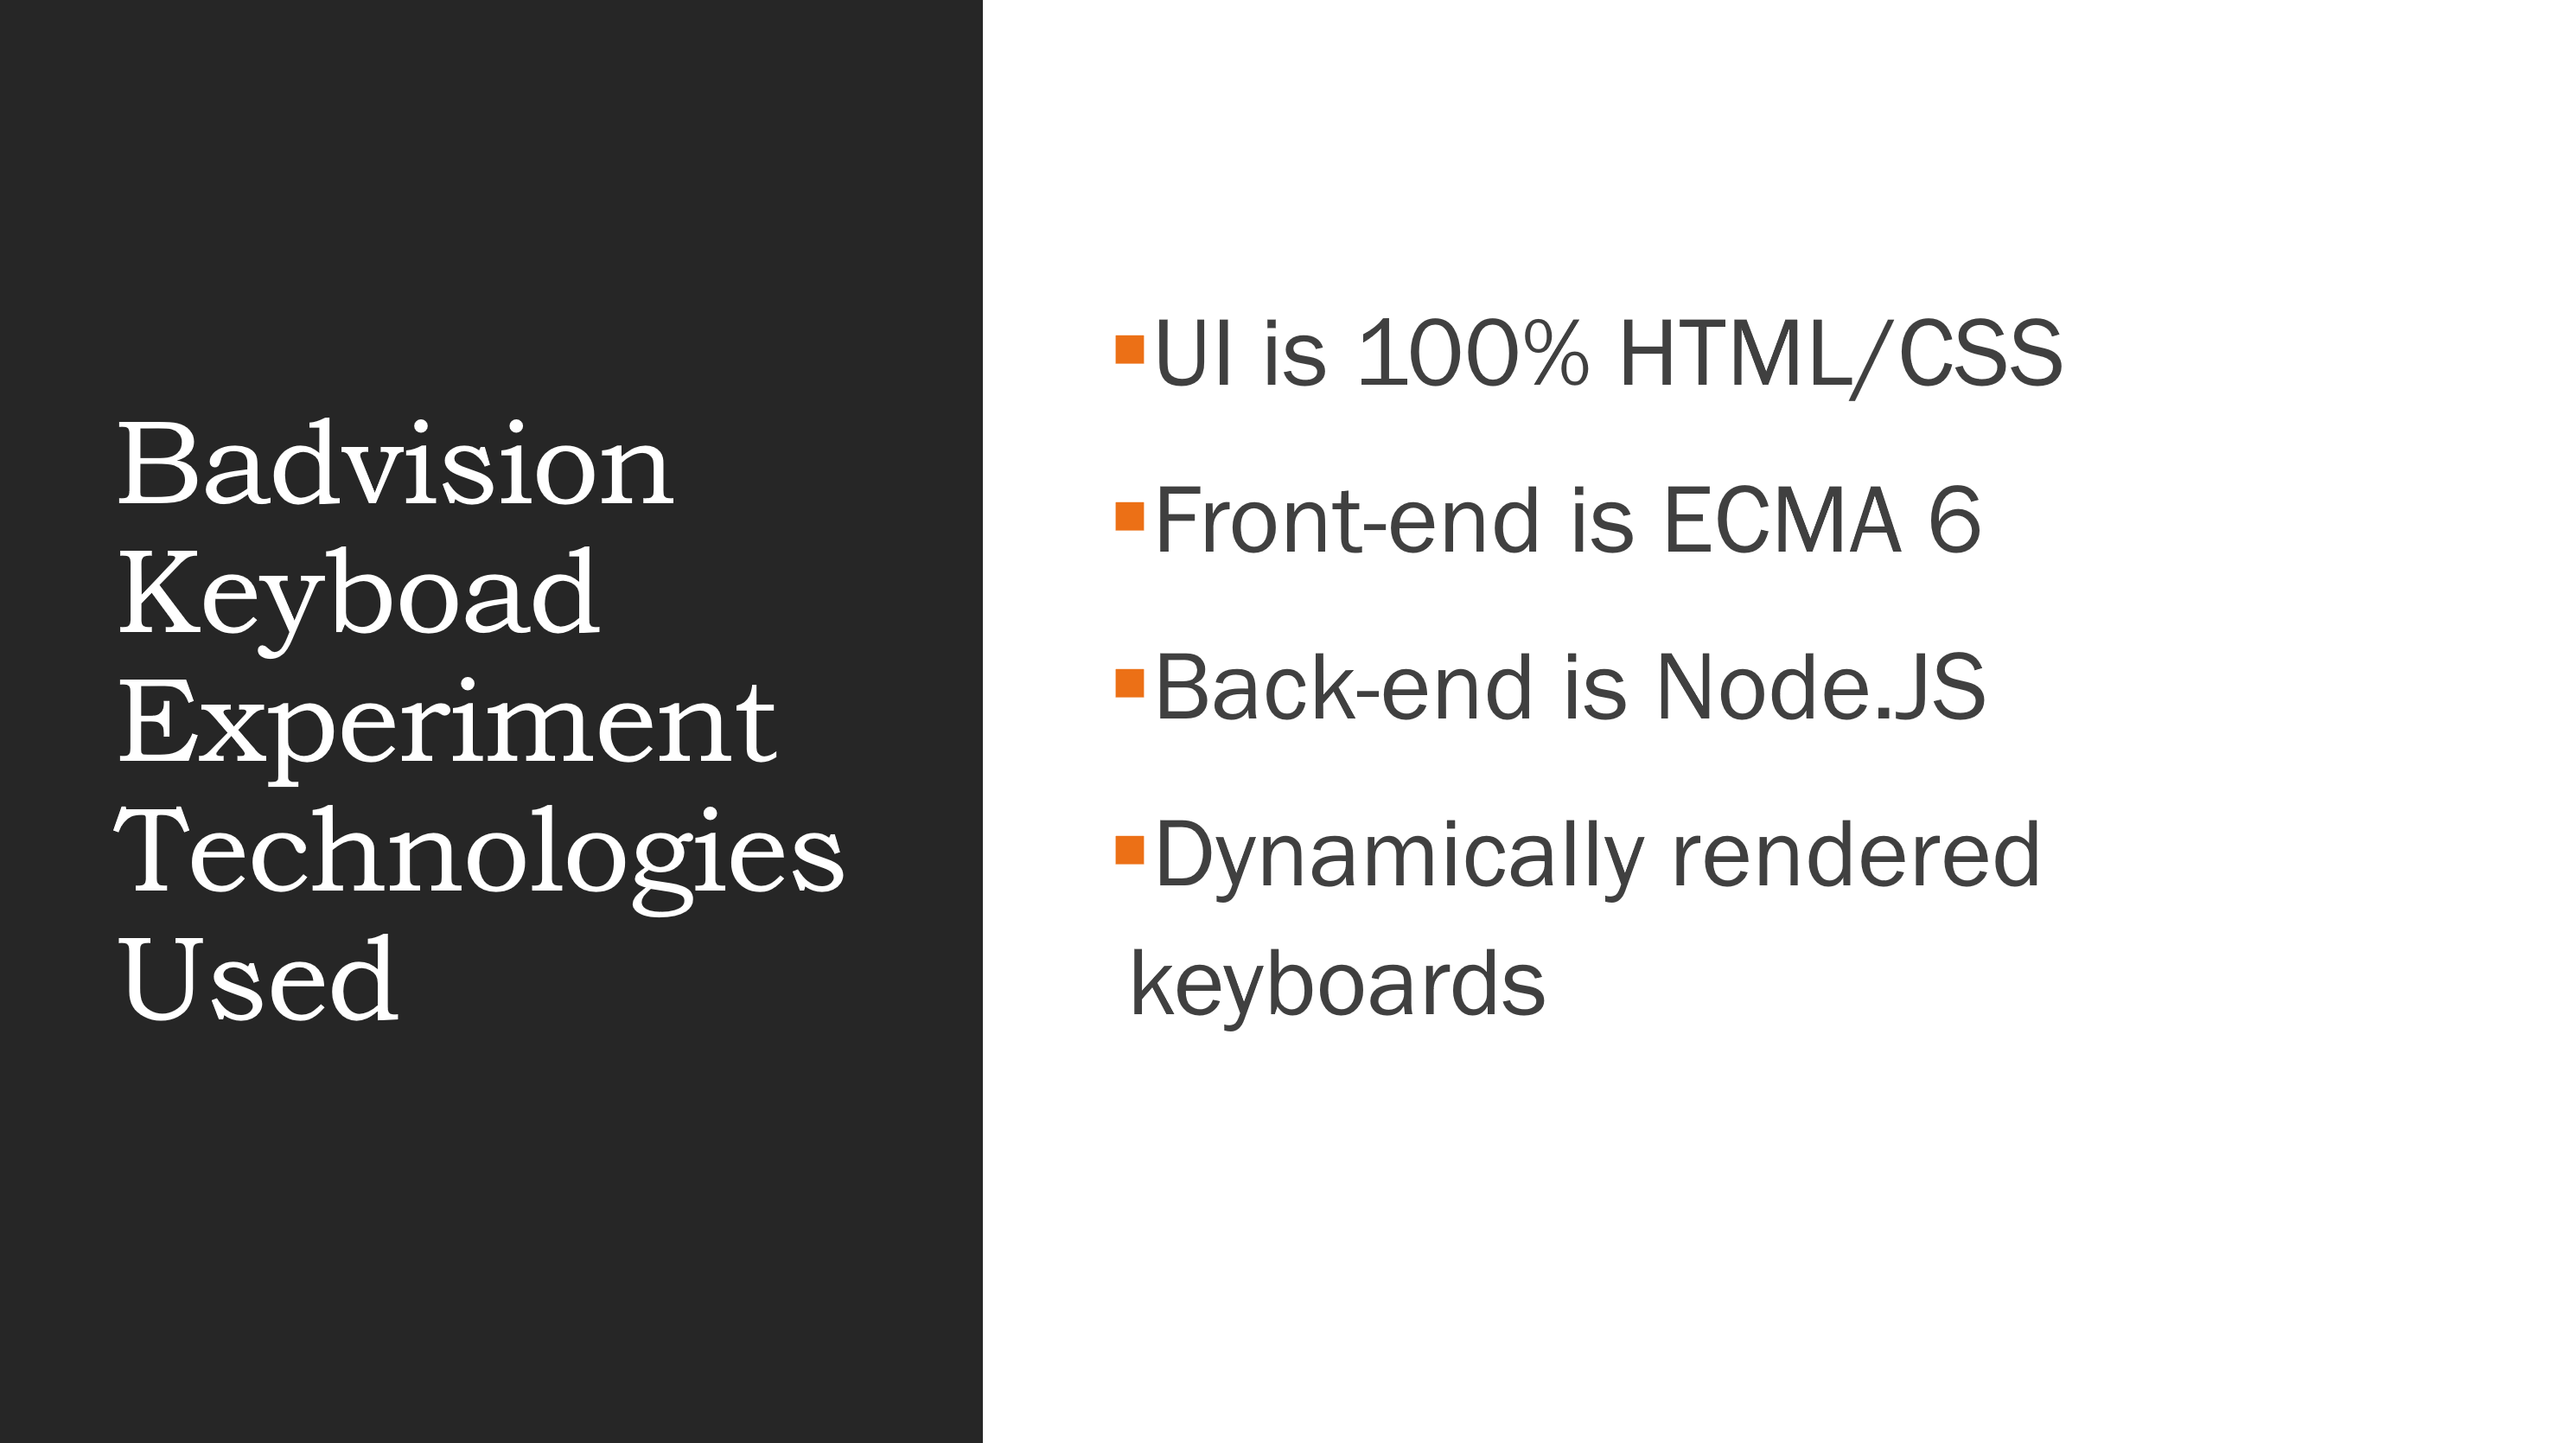 Badvision
Keyboad
Experiment
Technologies
Used
▪UI is 100% HTML/CSS
▪Front-end is ECMA 6
▪Back-end is Node.JS
▪Dynamically rendered
keyboards